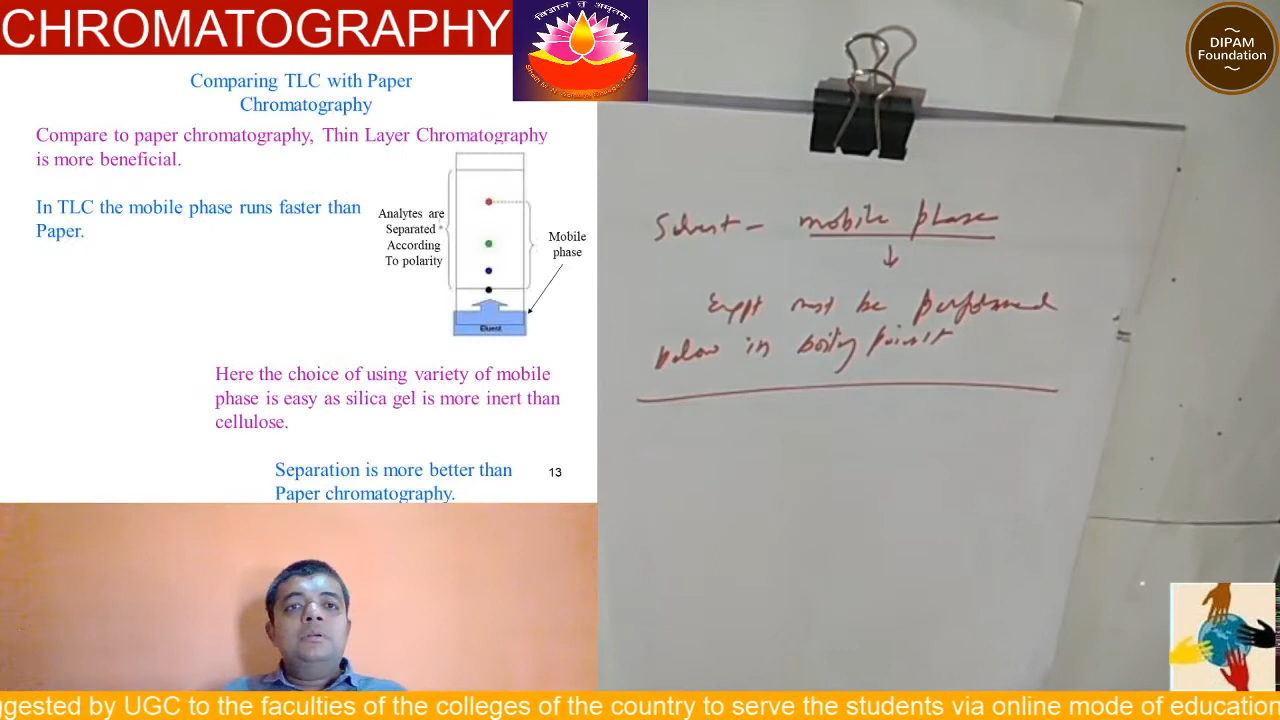 CHROMATOGRAPHY
विज्ञानं तु अमृतम्
DIPAM
Foundation
Comparing TLC with Paper
Chromatography
Compare to paper chromatography, Thin Layer Chromatography
is more beneficial.
In TLC the mobile phase runs faster than
Paper.
Analytes are
Separated
According
To polarity
Mobile
phase
Eluent
Here the choice of using variety of mobile
phase is easy as silica gel is more inert than
cellulose.
Separation is more better than
Paper chromatography.
13
Solvent - mobile phase
↓
Expt must be performed
below boiling point
ggested by UGC to the faculties of the colleges of the country to serve the students via online mode of education